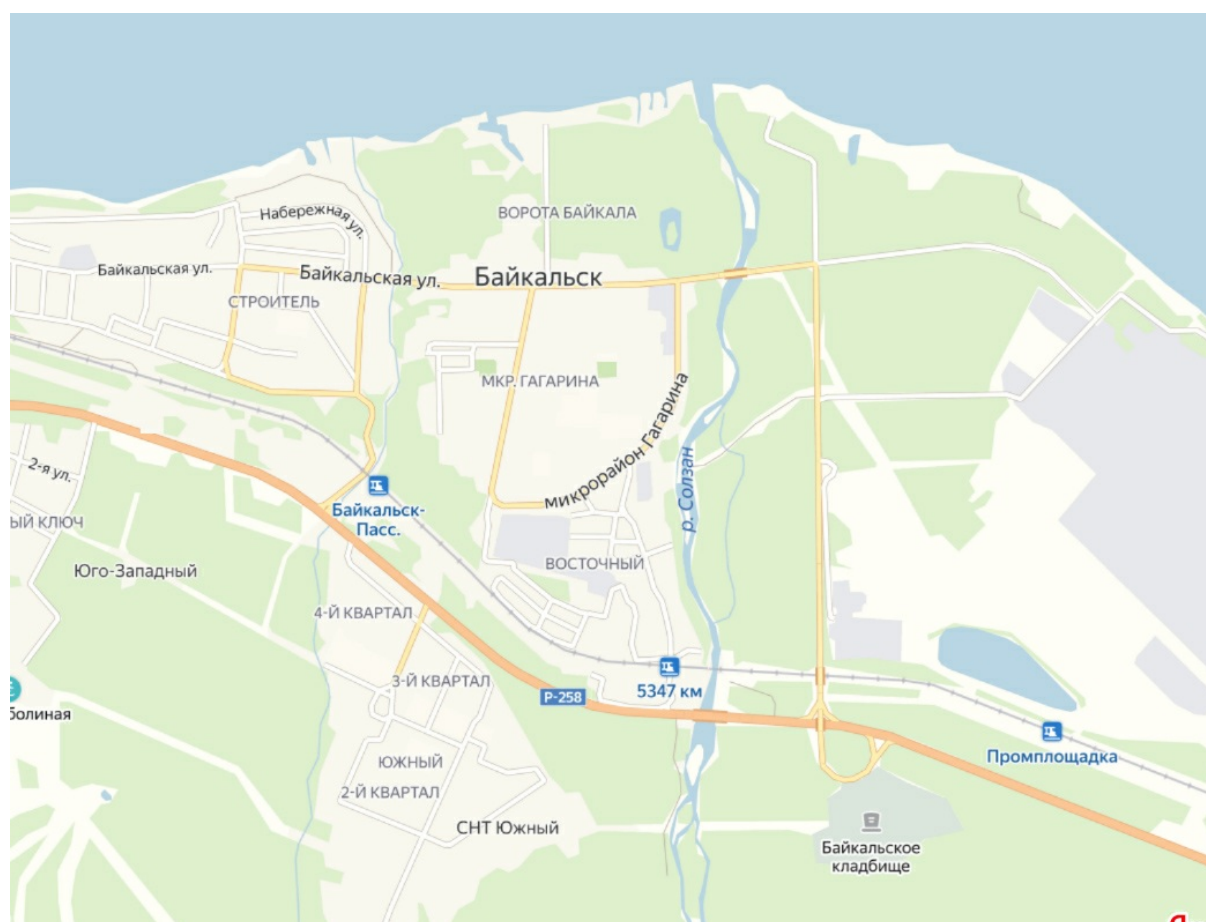 ВОРОТА БАЙКАЛА
Набережная ул.
Байкальская ул.
Байкальская ул.
Байкальск
СТРОИТЕЛЬ
МКР. ГАГАРИНА
микрорайон Гагарина
2-я ул.
р. Солзан
Байкальск-
Пасс.
ЫЙ КЛЮЧ
Юго-Западный
ВОСТОЧНЫЙ
4-Й КВАРТАЛ
3-Й КВАРТАЛ
5347 км
Р-258
болиная
Промплощадка
ЮЖНЫЙ
2-Й КВАРТАЛ
СНТ Южный
Байкальское
кладбище